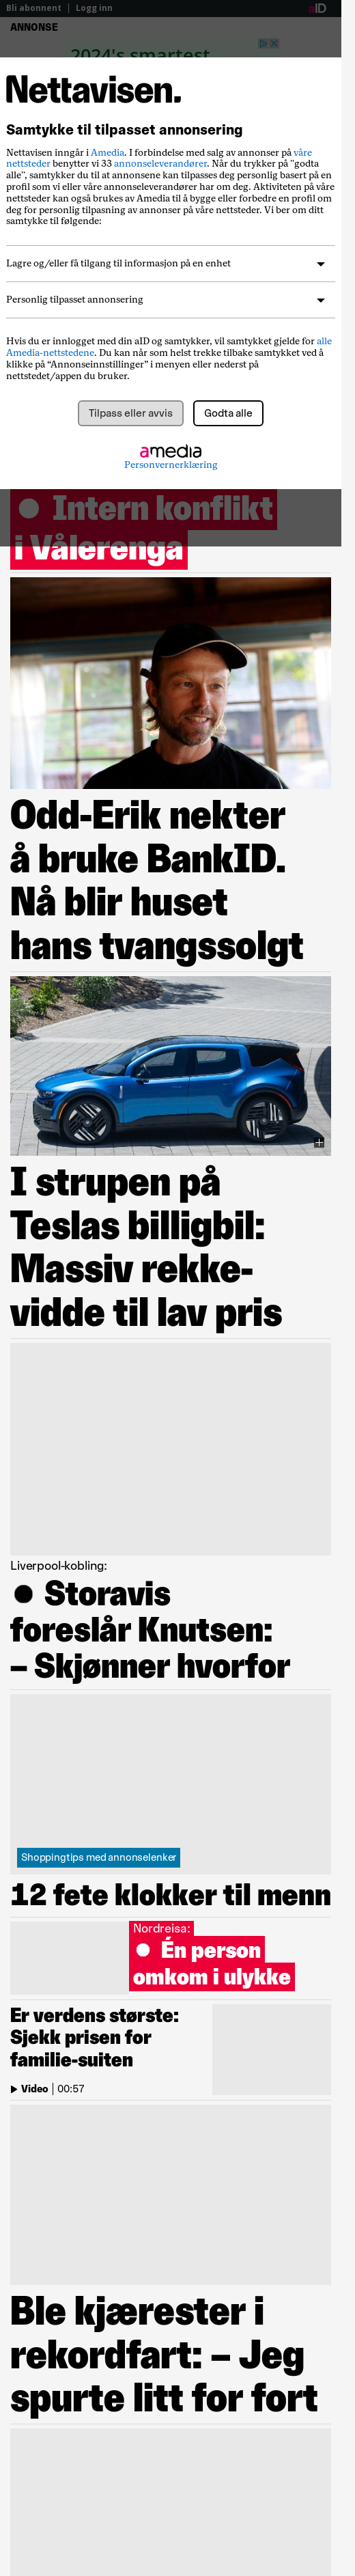 Bli abonnent | Logg inn
aID
ANNONSE
2024's smartest
Nettavisen.
Samtykke til tilpasset annonsering
Nettavisen inngår i Amedia. I forbindelse med salg av annonser på våre
nettsteder benytter vi 33 annonseleverandører. Når du trykker på "godta
alle", samtykker du til at annonsene kan tilpasses deg personlig basert på en
profil som vi eller våre annonseleverandører har om deg. Aktiviteten på våre
nettsteder kan også brukes av Amedia til å bygge eller forbedre en profil om
deg for personlig tilpasning av annonser på våre nettsteder. Vi ber om ditt
samtykke til følgende:
Lagre og/eller få tilgang til informasjon på en enhet
Personlig tilpasset annonsering
Hvis du er innlogget med din aID og samtykker, vil samtykket gjelde for alle
Amedia-nettstedene. Du kan når som helst trekke tilbake samtykket ved å
klikke på “Annonseinnstillinger” i menyen eller nederst på
nettstedet/appen du bruker.
Tilpass eller avvis
Godta alle
amedia
Personvernerklæring
● Intern konflikt
i Vålerenga
Odd-Erik nekter
å bruke BankID.
Nå blir huset
hans tvangssolgt
I strupen på
Teslas billigbil:
Massiv rekke-
vidde til lav pris
Liverpool-kobling:
● Storavis
foreslår Knutsen:
– Skjønner hvorfor
Shoppingtips med annonselenker
12 fete klokker til menn
Nordreisa:
● Én person
omkom i ulykke
Er verdens største:
Sjekk prisen for
familie-suiten
Video | 00:57
Ble kjærester i
rekordfart: – Jeg
spurte litt for fort